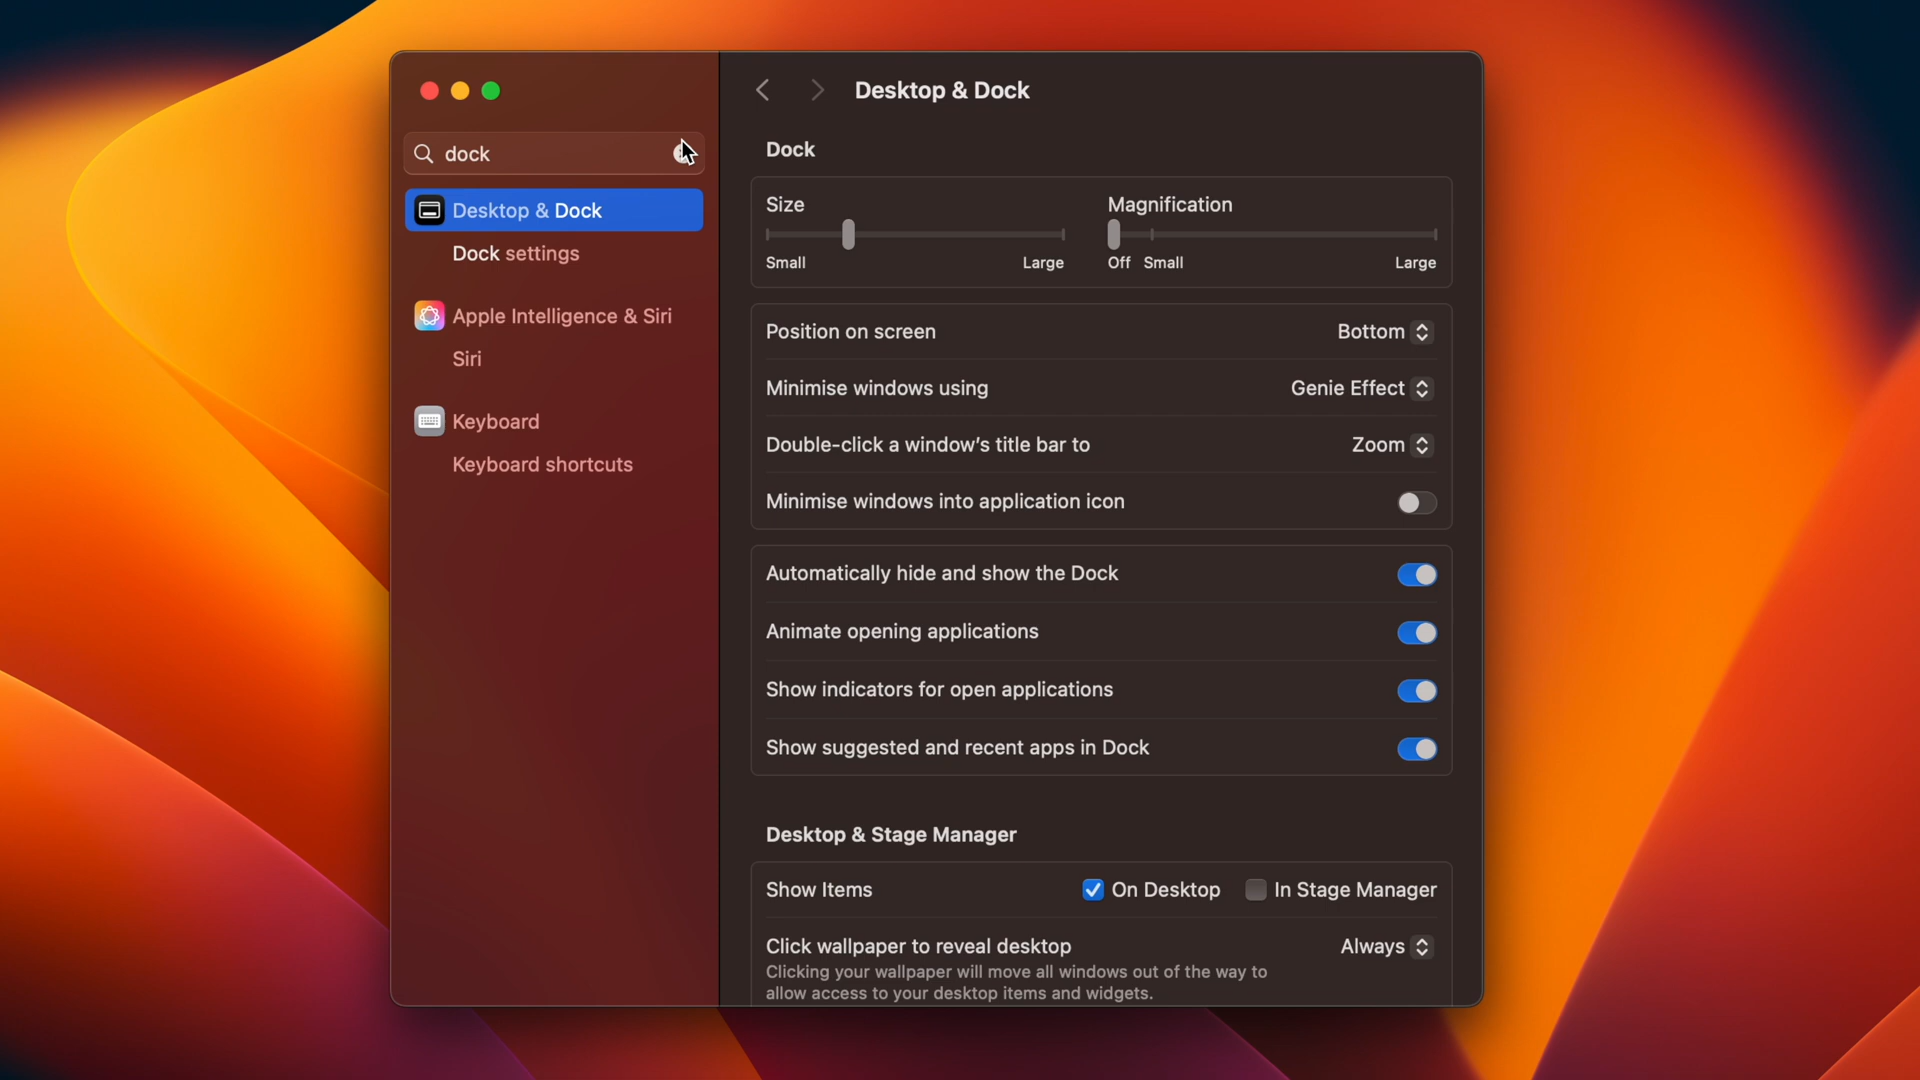 dock
Desktop & Dock
Dock settings
Apple Intelligence & Siri
Siri
Keyboard
Keyboard shortcuts
Desktop & Dock
Dock
Size
Small Large
Magnification
Off Small Large
Position on screen Bottom
Minimise windows using Genie Effect
Double-click a window's title bar to Zoom
Minimise windows into application icon
Automatically hide and show the Dock
Animate opening applications
Show indicators for open applications
Show suggested and recent apps in Dock
Desktop & Stage Manager
Show Items On Desktop In Stage Manager
Click wallpaper to reveal desktop Always
Clicking your wallpaper will move all windows out of the way to
allow access to your desktop items and widgets.